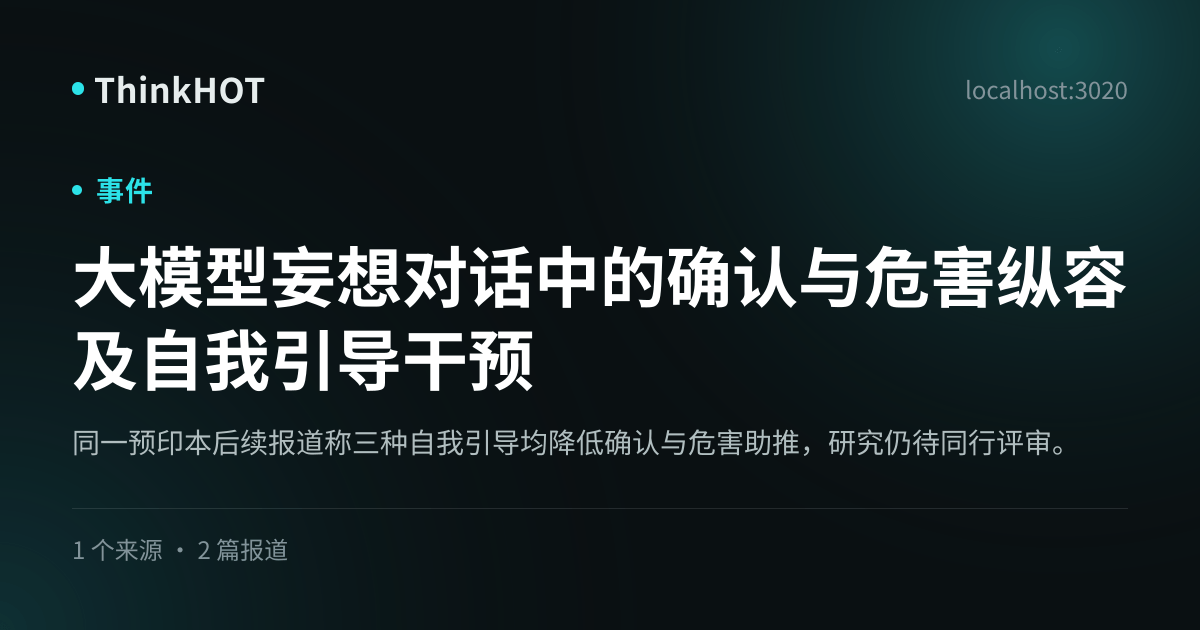 ThinkHOT
localhost:3020
事件
大模型妄想对话中的确认与危害纵容
及自我引导干预
同一预印本后续报道称三种自我引导均降低确认与危害助推，研究仍待同行评审。
1 个来源 · 2 篇报道